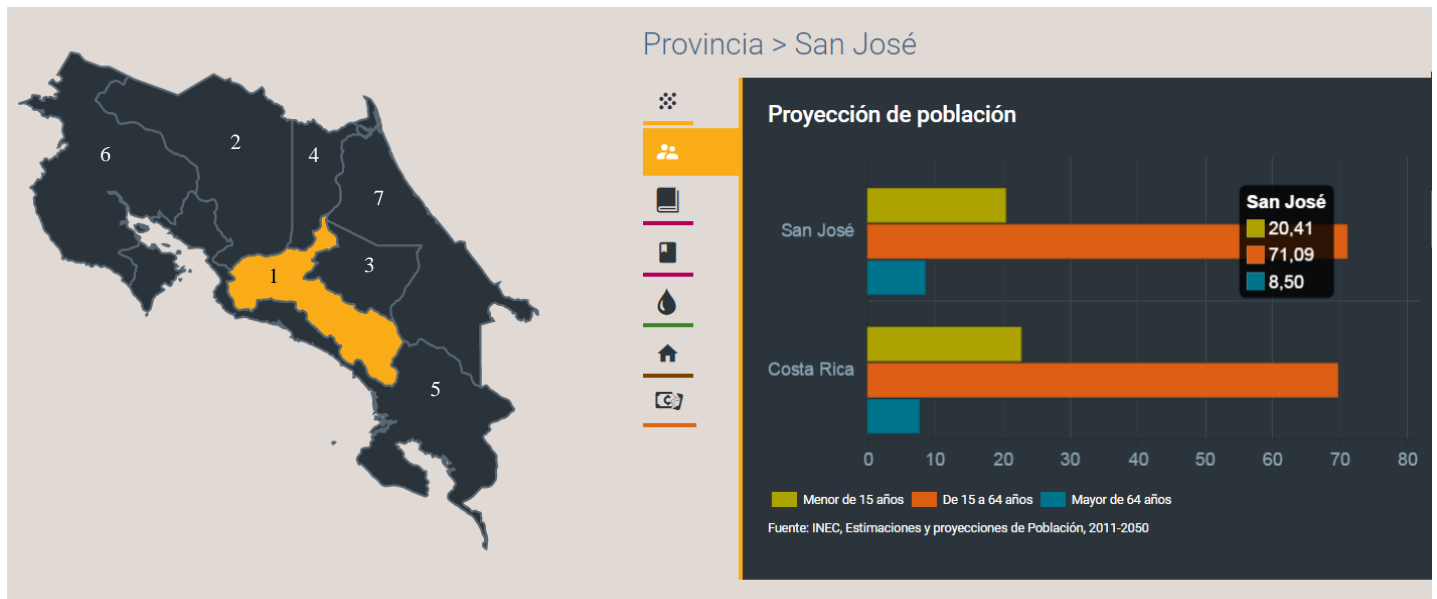 Provincia > San José
Proyección de población
6
2
4
7
1
3
5
San José
San José
20,41
71,09
8,50
Costa Rica
0 10 20 30 40 50 60 70 80
Menor de 15 años De 15 a 64 años Mayor de 64 años
Fuente: INEC, Estimaciones y proyecciones de Población, 2011-2050